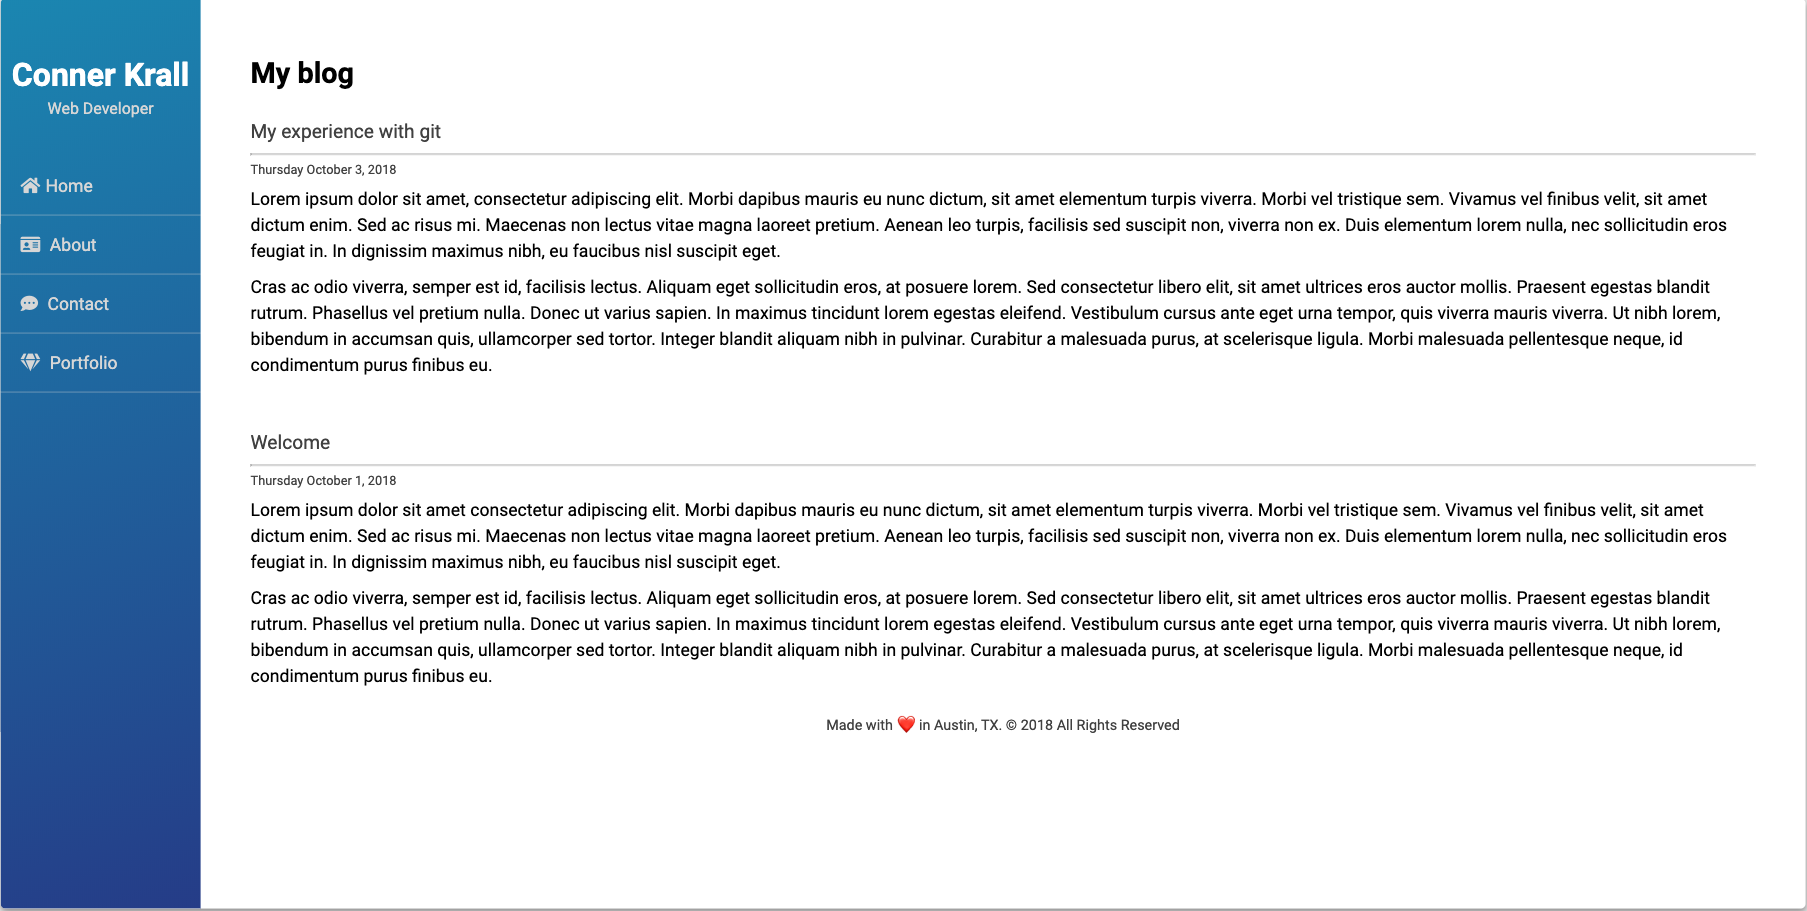 Conner Krall
Web Developer
Home
About
Contact
Portfolio
My blog
My experience with git
Thursday October 3, 2018
Lorem ipsum dolor sit amet, consectetur adipiscing elit. Morbi dapibus mauris eu nunc dictum, sit amet elementum turpis viverra. Morbi vel tristique sem. Vivamus vel finibus velit, sit amet
dictum enim. Sed ac risus mi. Maecenas non lectus vitae magna laoreet pretium. Aenean leo turpis, facilisis sed suscipit non, viverra non ex. Duis elementum lorem nulla, nec sollicitudin eros
feugiat in. In dignissim maximus nibh, eu faucibus nisl suscipit eget.
Cras ac odio viverra, semper est id, facilisis lectus. Aliquam eget sollicitudin eros, at posuere lorem. Sed consectetur libero elit, sit amet ultrices eros auctor mollis. Praesent egestas blandit
rutrum. Phasellus vel pretium nulla. Donec ut varius sapien. In maximus tincidunt lorem egestas eleifend. Vestibulum cursus ante eget urna tempor, quis viverra mauris viverra. Ut nibh lorem,
bibendum in accumsan quis, ullamcorper sed tortor. Integer blandit aliquam nibh in pulvinar. Curabitur a malesuada purus, at scelerisque ligula. Morbi malesuada pellentesque neque, id
condimentum purus finibus eu.
Welcome
Thursday October 1, 2018
Lorem ipsum dolor sit amet consectetur adipiscing elit. Morbi dapibus mauris eu nunc dictum, sit amet elementum turpis viverra. Morbi vel tristique sem. Vivamus vel finibus velit, sit amet
dictum enim. Sed ac risus mi. Maecenas non lectus vitae magna laoreet pretium. Aenean leo turpis, facilisis sed suscipit non, viverra non ex. Duis elementum lorem nulla, nec sollicitudin eros
feugiat in. In dignissim maximus nibh, eu faucibus nisl suscipit eget.
Cras ac odio viverra, semper est id, facilisis lectus. Aliquam eget sollicitudin eros, at posuere lorem. Sed consectetur libero elit, sit amet ultrices eros auctor mollis. Praesent egestas blandit
rutrum. Phasellus vel pretium nulla. Donec ut varius sapien. In maximus tincidunt lorem egestas eleifend. Vestibulum cursus ante eget urna tempor, quis viverra mauris viverra. Ut nibh lorem,
bibendum in accumsan quis, ullamcorper sed tortor. Integer blandit aliquam nibh in pulvinar. Curabitur a malesuada purus, at scelerisque ligula. Morbi malesuada pellentesque neque, id
condimentum purus finibus eu.
Made with ❤️ in Austin, TX. © 2018 All Rights Reserved